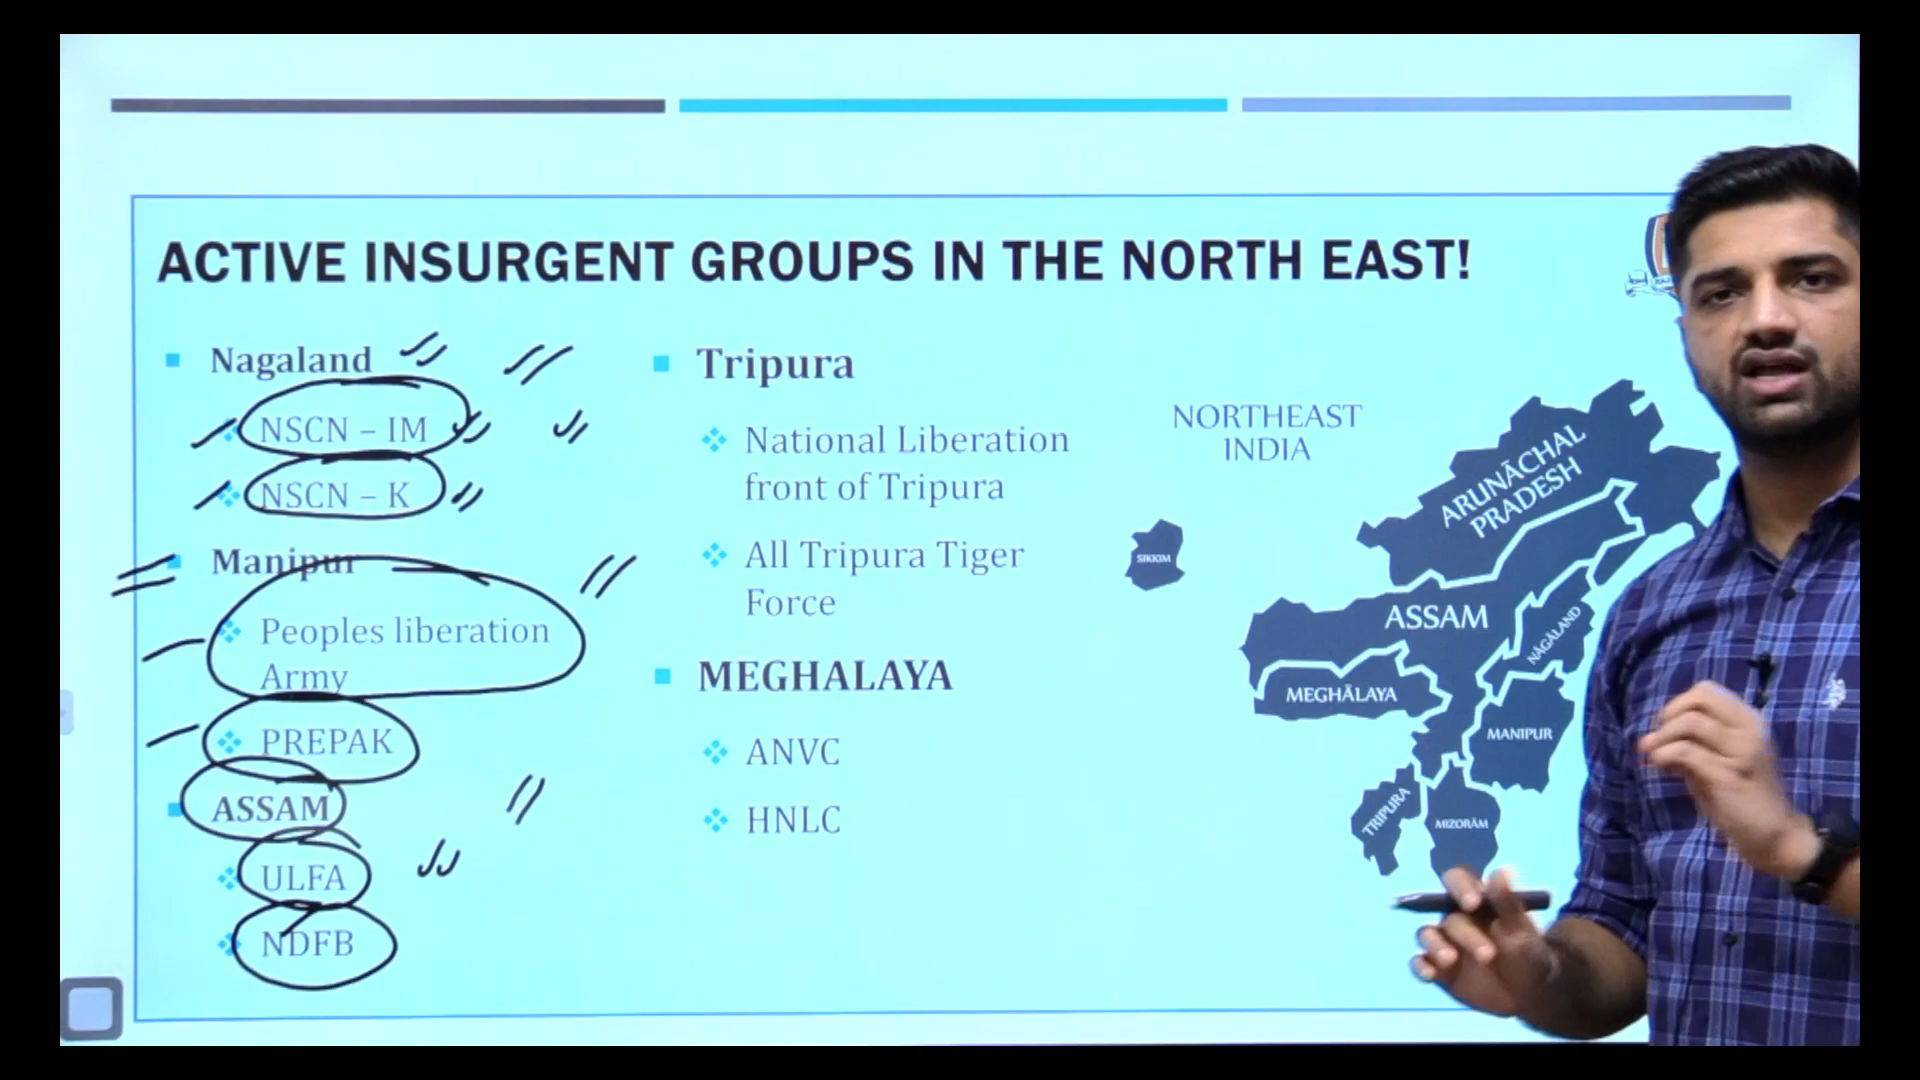 ACTIVE INSURGENT GROUPS IN THE NORTH EAST!
Nagaland
NSCN – IM
NSCN – K
Manipur
Peoples liberation
Army
PREPAK
ASSAM
ULFA
NDFB
Tripura
National Liberation
front of Tripura
All Tripura Tiger
Force
MEGHALAYA
ANVC
HNLC
NORTHEAST
INDIA
ARUNĀCHAL
PRADESH
SIKKIM
ASSAM
NĀGĀLAND
MEGHĀLAYA
MANIPUR
TRIPURA
MIZORĀM